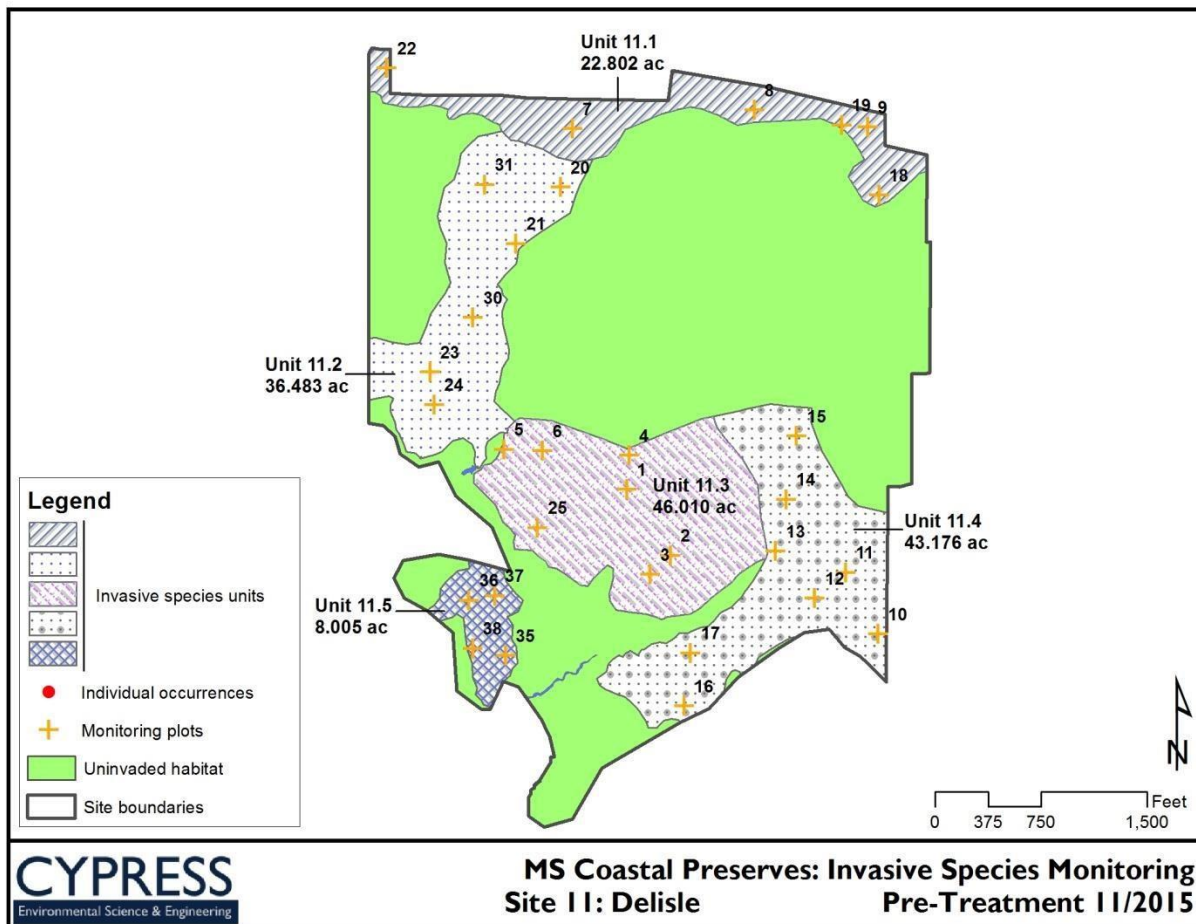 22
Unit 11.1
22.802 ac
7
8
19 9
18
31
20
21
30
23
Unit 11.2
36.483 ac
24
5
6
4
15
1
Unit 11.3
46.010 ac
14
25
2
3
13
Unit 11.4
43.176 ac
11
12
10
36
37
Unit 11.5
8.005 ac
38
35
17
16
Legend
Invasive species units
Individual occurrences
Monitoring plots
Uninvaded habitat
Site boundaries
N
Feet
0 375 750 1,500
CYPRESS
Environmental Science & Engineering
MS Coastal Preserves: Invasive Species Monitoring
Site 11: Delisle Pre-Treatment 11/2015